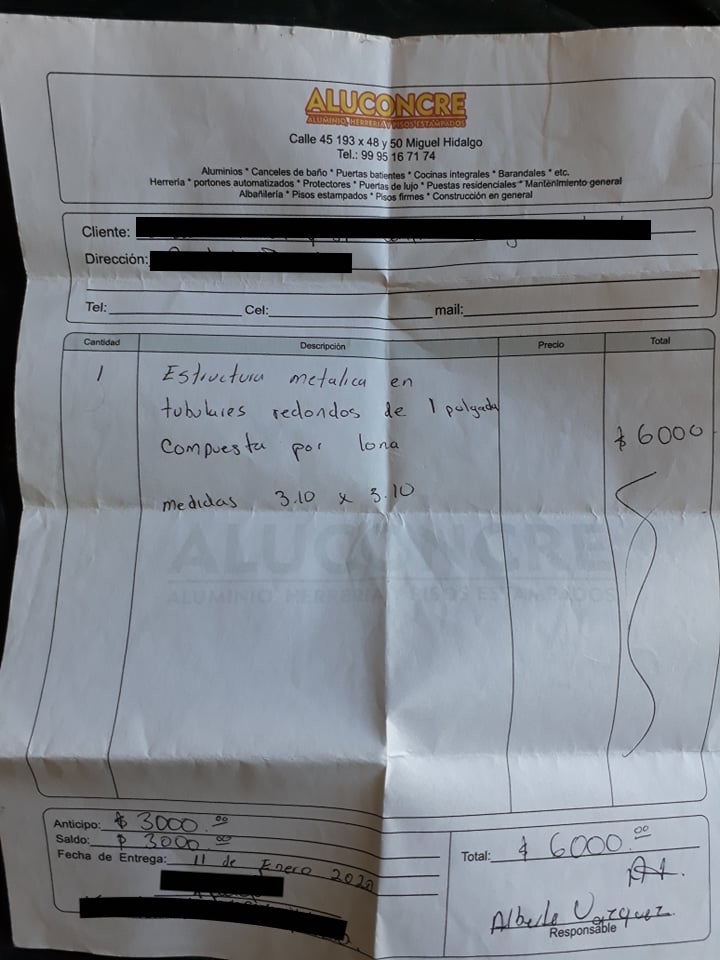 ALUCONCRE
ALUMINIO, HERRERIA Y PISOS ESTAMPADOS
Calle 45 193 x 48 y 50 Miguel Hidalgo
Tel.: 99 95 16 71 74
Aluminios * Canceles de baño * Puertas batientes * Cocinas integrales * Barandales * etc.
Herrería * portones automatizados * Protectores * Puertas de lujo * Puestas residenciales * Mantenimiento general
Albañilería * Pisos estampados * Pisos firmes * Construcción en general
Cliente:
Dirección:
Tel: Cel: mail:
Cantidad Descripción Precio Total
1 Estructura metalica en
tubulares redondos de 1 pulgada
Compuesta por lona $ 6000
medidas 3.10 x 3.10
ALUCONCRE
ALUMINIO, HERRERIA Y PISOS ESTAMPADOS
Anticipo: $ 3000.00
Saldo: $ 3000.00
Fecha de Entrega: 11 de Enero 2020
Total: $ 6000.00
Alberto Vazquez
Responsable